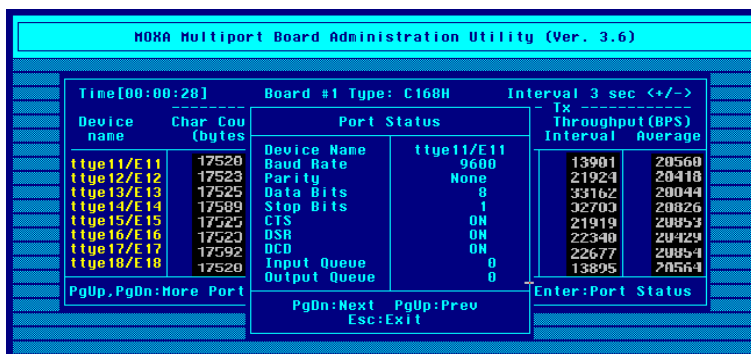 MOXA Multiport Board Administration Utility (Ver. 3.6)
Time[00:00:28] Board #1 Type: C168H Interval 3 sec <+/->
Tx
Device Char Cou Port Status Throughput(BPS)
name (bytes Interval Average
Device Name ttye11/E11
ttye11/E11 17520 Baud Rate 9600 13901 20560
ttye12/E12 17523 Parity None 21924 20418
ttye13/E13 17525 Data Bits 8 33162 20044
ttye14/E14 17589 Stop Bits 1 32703 20826
ttye15/E15 17525 CTS ON 21919 20853
ttye16/E16 17523 DSR ON 22340 20429
ttye17/E17 17592 DCD ON 22677 20854
ttye18/E18 17520 Input Queue 0 13895 20564
Output Queue 0
PgUp,PgDn:More Port Enter:Port Status
PgDn:Next PgUp:Prev
Esc:Exit